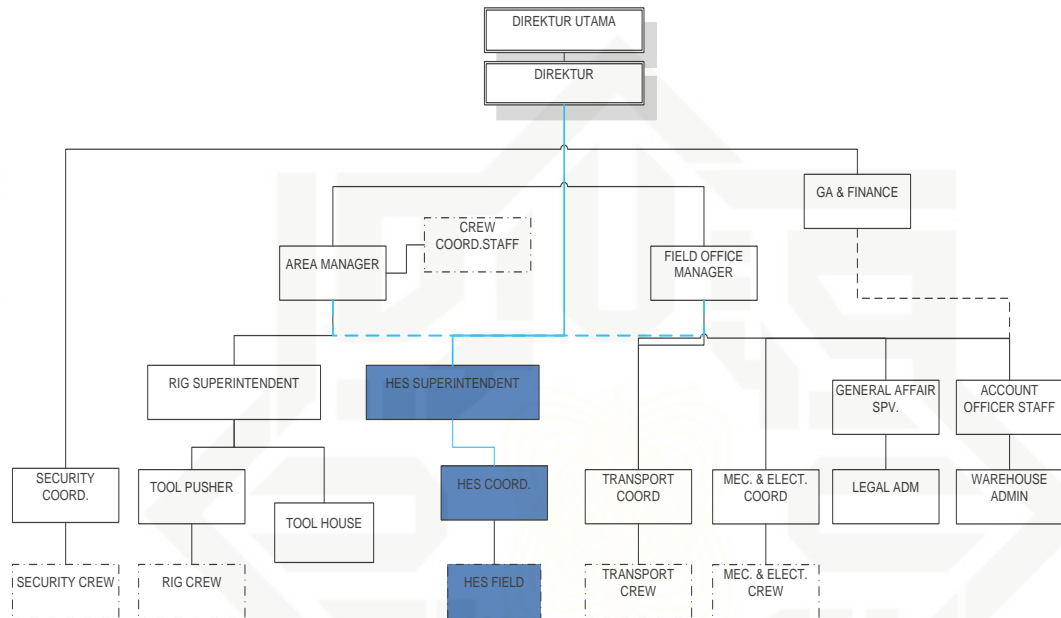 DIREKTUR UTAMA
DIREKTUR
GA & FINANCE
CREW
COORD.STAFF
AREA MANAGER
FIELD OFFICE
MANAGER
RIG SUPERINTENDENT
HES SUPERINTENDENT
GENERAL AFFAIR
SPV.
ACCOUNT
OFFICER STAFF
SECURITY
COORD.
TOOL PUSHER
TOOL HOUSE
HES COORD.
TRANSPORT
COORD
MEC. & ELECT.
COORD
LEGAL ADM
WAREHOUSE
ADMIN
SECURITY CREW
RIG CREW
HES FIELD
TRANSPORT
CREW
MEC. & ELECT.
CREW